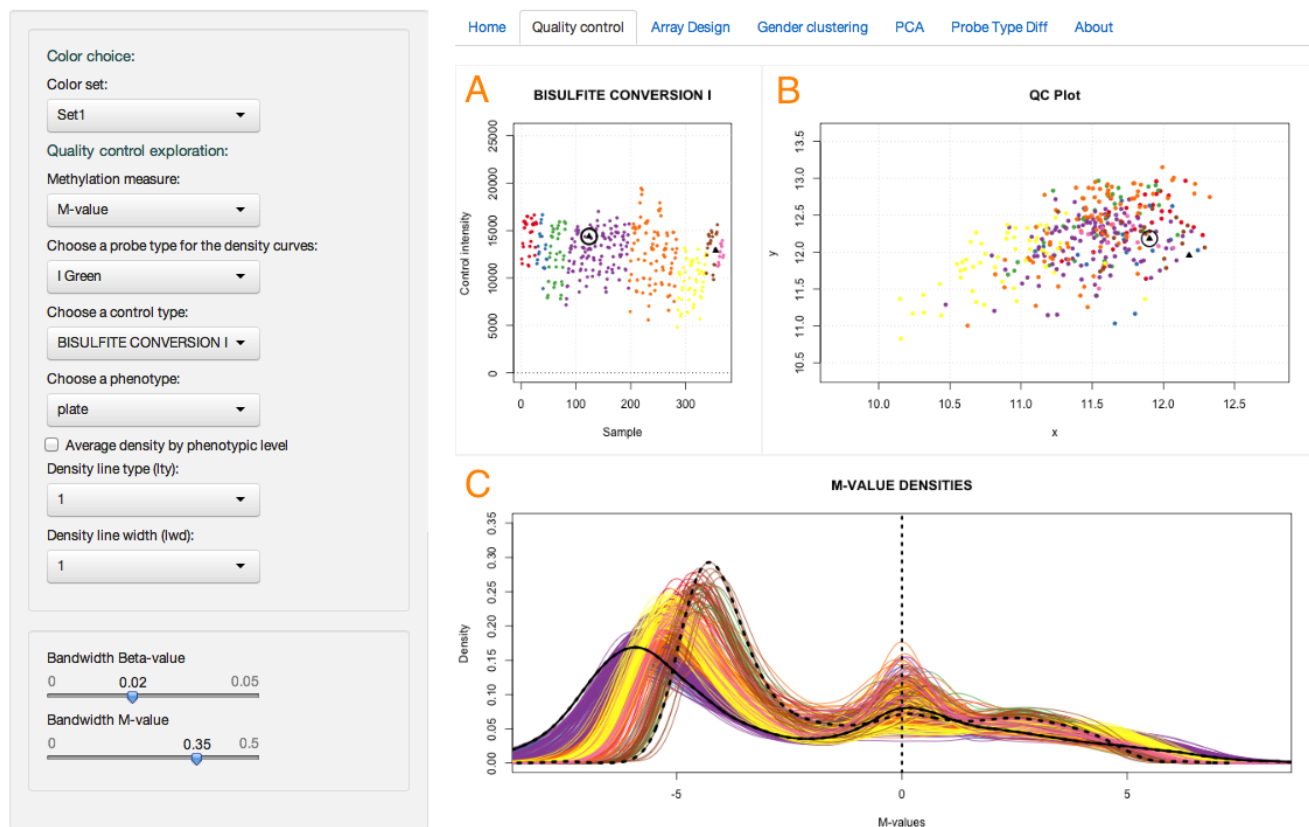 Home Quality control Array Design Gender clustering PCA Probe Type Diff About
Color choice:
Color set:
Set1
Quality control exploration:
Methylation measure:
M-value
Choose a probe type for the density curves:
I Green
Choose a control type:
BISULFITE CONVERSION I
Choose a phenotype:
plate
Average density by phenotypic level
Density line type (lty):
1
Density line width (lwd):
1
Bandwidth Beta-value
0 0.02 0.05
Bandwidth M-value
0 0.35 0.5
A
BISULFITE CONVERSION I
Control intensity
25000
20000
15000
10000
5000
0
0 100 200 300
Sample
B
QC Plot
y
13.5
13.0
12.5
12.0
11.5
11.0
10.5
10.0 10.5 11.0 11.5 12.0 12.5
x
C
M-VALUE DENSITIES
Density
0.35
0.30
0.25
0.20
0.15
0.10
0.05
0.00
-5 0 5
M-values